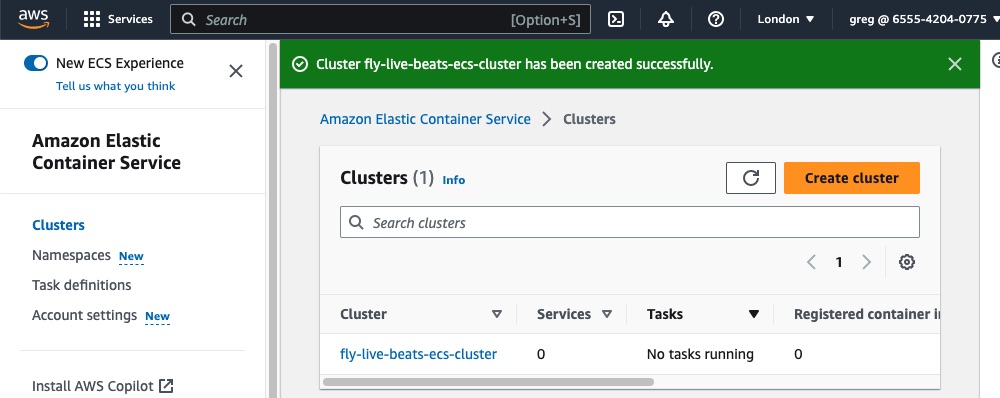 aws Services Search [Option+S] London greg @ 6555-4204-0775
New ECS Experience
Tell us what you think
Amazon Elastic
Container Service
Clusters
Namespaces New
Task definitions
Account settings New
Install AWS Copilot
Cluster fly-live-beats-ecs-cluster has been created successfully.
Amazon Elastic Container Service > Clusters
Clusters (1) Info Create cluster
Search clusters
1
Cluster Services Tasks Registered container
fly-live-beats-ecs-cluster 0 No tasks running 0